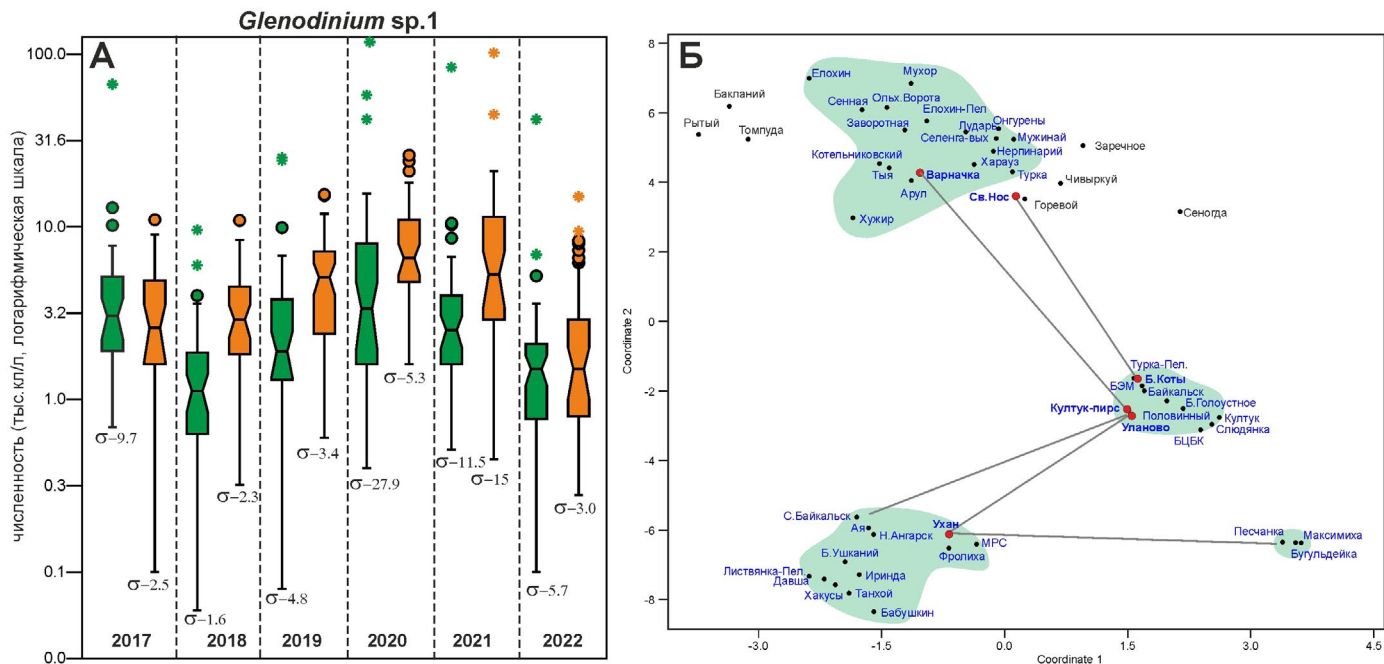 Glenodinium sp.1
А
численность (тыс.кл/л, логарифмическая шкала)
100.0
31.6
10.0
3.2
1.0
0.3
0.1
0.0
σ–9.7
σ–2.5
σ–1.6
σ–2.3
σ–4.8
σ–3.4
σ–27.9
σ–5.3
σ–11.5
σ–15
σ–5.7
σ–3.0
2017
2018
2019
2020
2021
2022
Б
Coordinate 2
8
6
4
2
0
-2
-4
-6
-8
Елохин
Мухор
Бакланий
Сенная
Ольх.Ворота
Елохин-Пел
Рытый
Томпуда
Заворотная
Лударь
Онгурены
Селенга-вых
Мужинай
Заречное
Нерпинарий
Котельниковский
Харауз
Тыя
Варначка
Турка
Чивыркуй
Арул
Св.Нос
Горевой
Сеногда
Хужир
Турка-Пел.
Б.Коты
БЭМ
Байкальск
Б.Голоустное
Култук-пирс
Половинный
Култук
Уланово
Слюдянка
БЦБК
С.Байкальск
Ая
Н.Ангарск
Ухан
МРС
Фролиха
Песчанка
Максимиха
Бугульдейка
Б.Ушканий
Листвянка-Пел.
Давша
Иринда
Хакусы
Танхой
Бабушкин
-3.0
-1.5
0.0
1.5
3.0
4.5
Coordinate 1